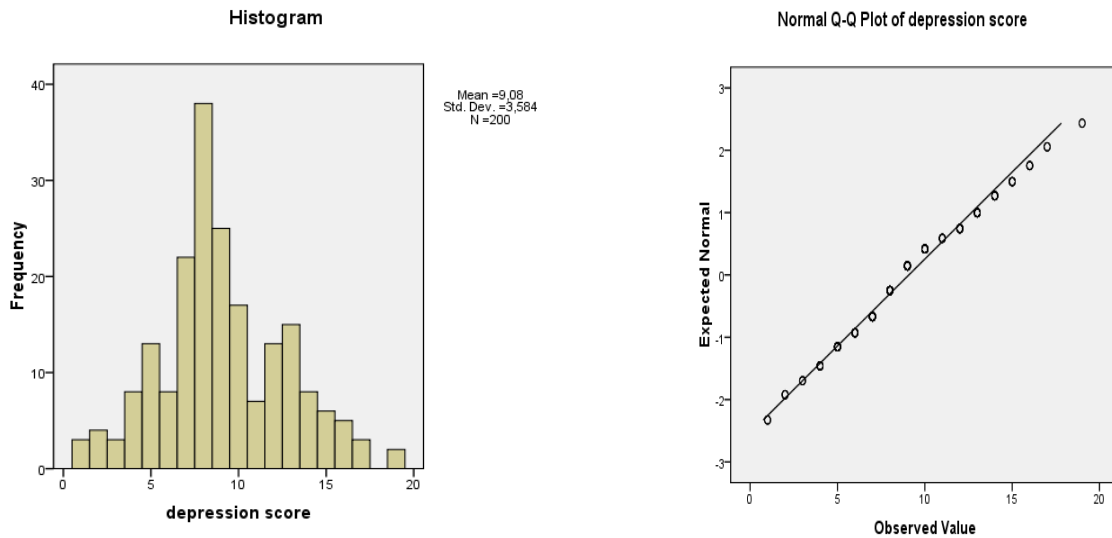 Histogram
Mean =9,08
Std. Dev. =3,584
N =200
40
30
20
10
0
Frequency
0 5 10 15 20
depression score
Normal Q-Q Plot of depression score
3
2
1
0
-1
-2
-3
Expected Normal
0 5 10 15 20
Observed Value